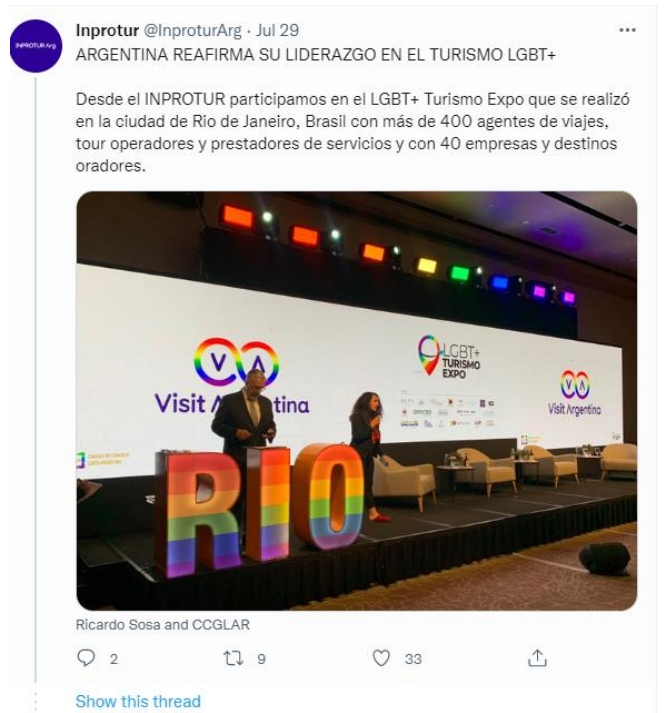 Inprotur @InproturArg · Jul 29
INPROTUR Arg
ARGENTINA REAFIRMA SU LIDERAZGO EN EL TURISMO LGBT+
Desde el INPROTUR participamos en el LGBT+ Turismo Expo que se realizó
en la ciudad de Rio de Janeiro, Brasil con más de 400 agentes de viajes,
tour operadores y prestadores de servicios y con 40 empresas y destinos
oradores.
VA
Visit A tina
LGBT+
TURISMO
EXPO
VA
Visit Argentina
RIO
Ricardo Sosa and CCGLAR
2
9
33
Show this thread